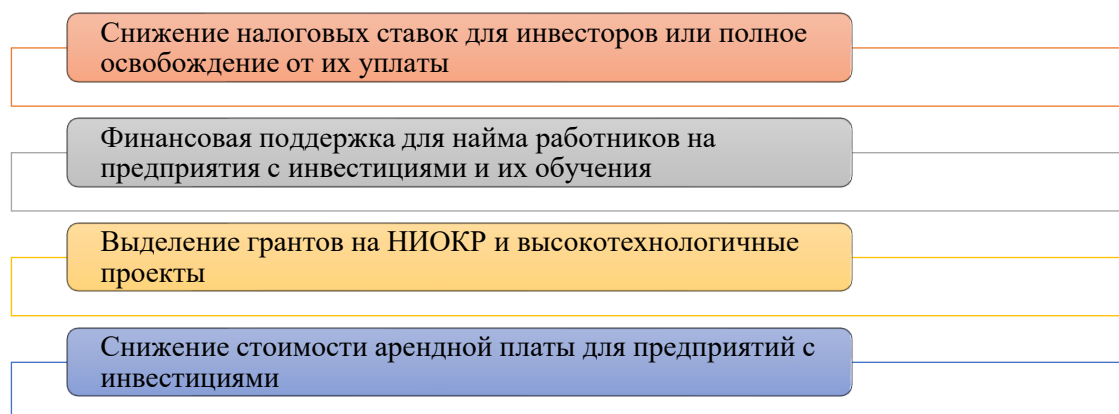 Снижение налоговых ставок для инвесторов или полное
освобождение от их уплаты
Финансовая поддержка для найма работников на
предприятия с инвестициями и их обучения
Выделение грантов на НИОКР и высокотехнологичные
проекты
Снижение стоимости арендной платы для предприятий с
инвестициями